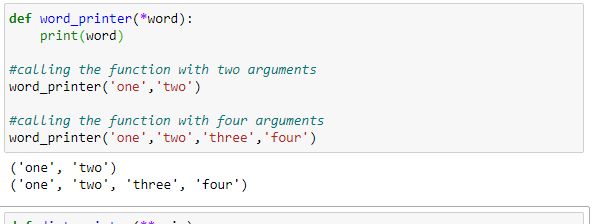 def word_printer(*word):
    print(word)
#calling the function with two arguments
word_printer('one','two')
#calling the function with four arguments
word_printer('one','two','three','four')
('one', 'two')
('one', 'two', 'three', 'four')